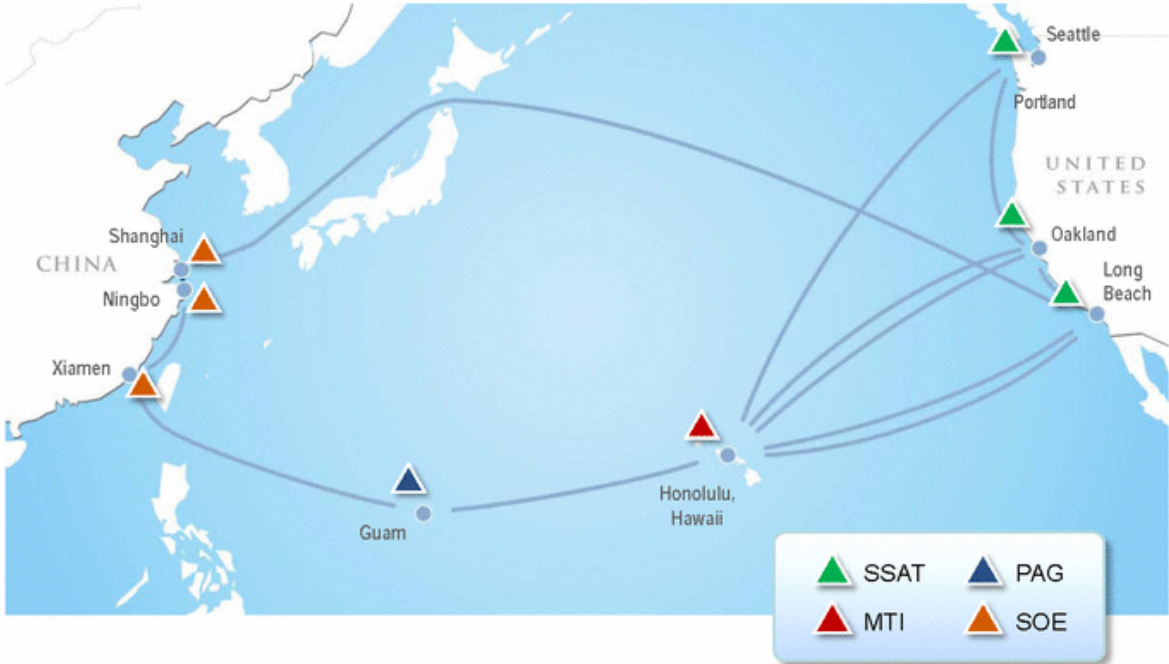 Seattle
Portland
UNITED
STATES
Shanghai
Oakland
CHINA
Long
Beach
Ningbo
Xiamen
Honolulu,
Hawaii
Guam
SSAT
PAG
MTI
SOE